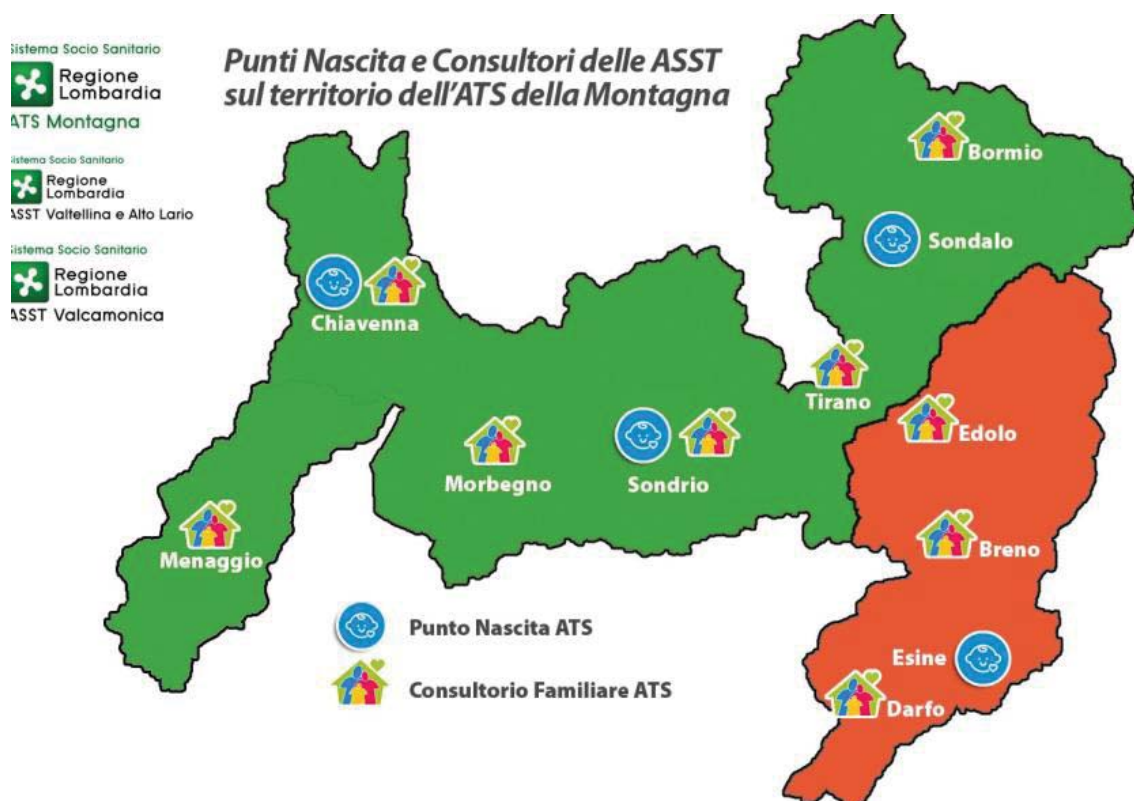 Sistema Socio Sanitario
Regione
Lombardia
ATS Montagna
Sistema Socio Sanitario
Regione
Lombardia
ASST Valtellina e Alto Lario
Sistema Socio Sanitario
Regione
Lombardia
ASST Valcamonica
Punti Nascita e Consultori delle ASST
sul territorio dell'ATS della Montagna
Bormio
Sondalo
Chiavenna
Tirano
Edolo
Morbegno
Sondrio
Menaggio
Breno
Esine
Darfo
Punto Nascita ATS
Consultorio Familiare ATS